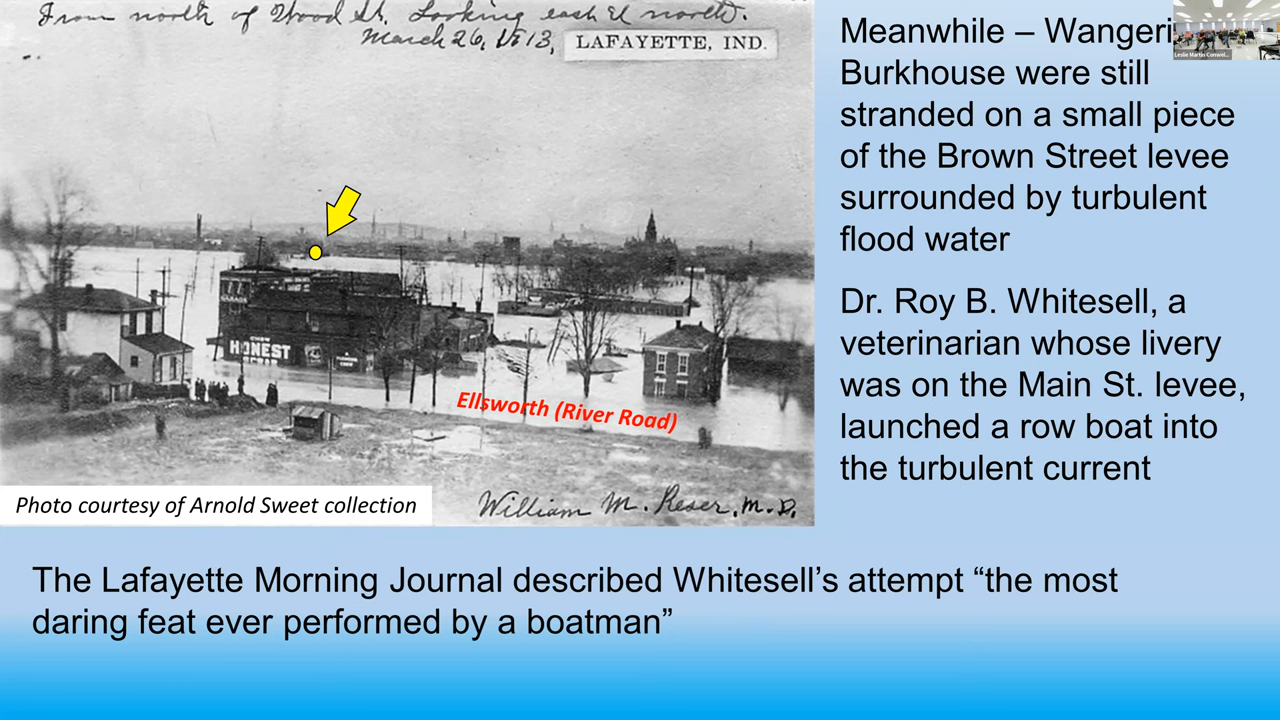 From north of Wood St. Looking east & north.
March 26, 1913,
LAFAYETTE, IND.
HONEST
Ellsworth (River Road)
Photo courtesy of Arnold Sweet collection
William M. Reser, M.D.
Meanwhile – Wangeri
Burkhouse were still
stranded on a small piece
of the Brown Street levee
surrounded by turbulent
flood water
Dr. Roy B. Whitesell, a
veterinarian whose livery
was on the Main St. levee,
launched a row boat into
the turbulent current
The Lafayette Morning Journal described Whitesell’s attempt “the most
daring feat ever performed by a boatman”
Leslie Martin Conwel...